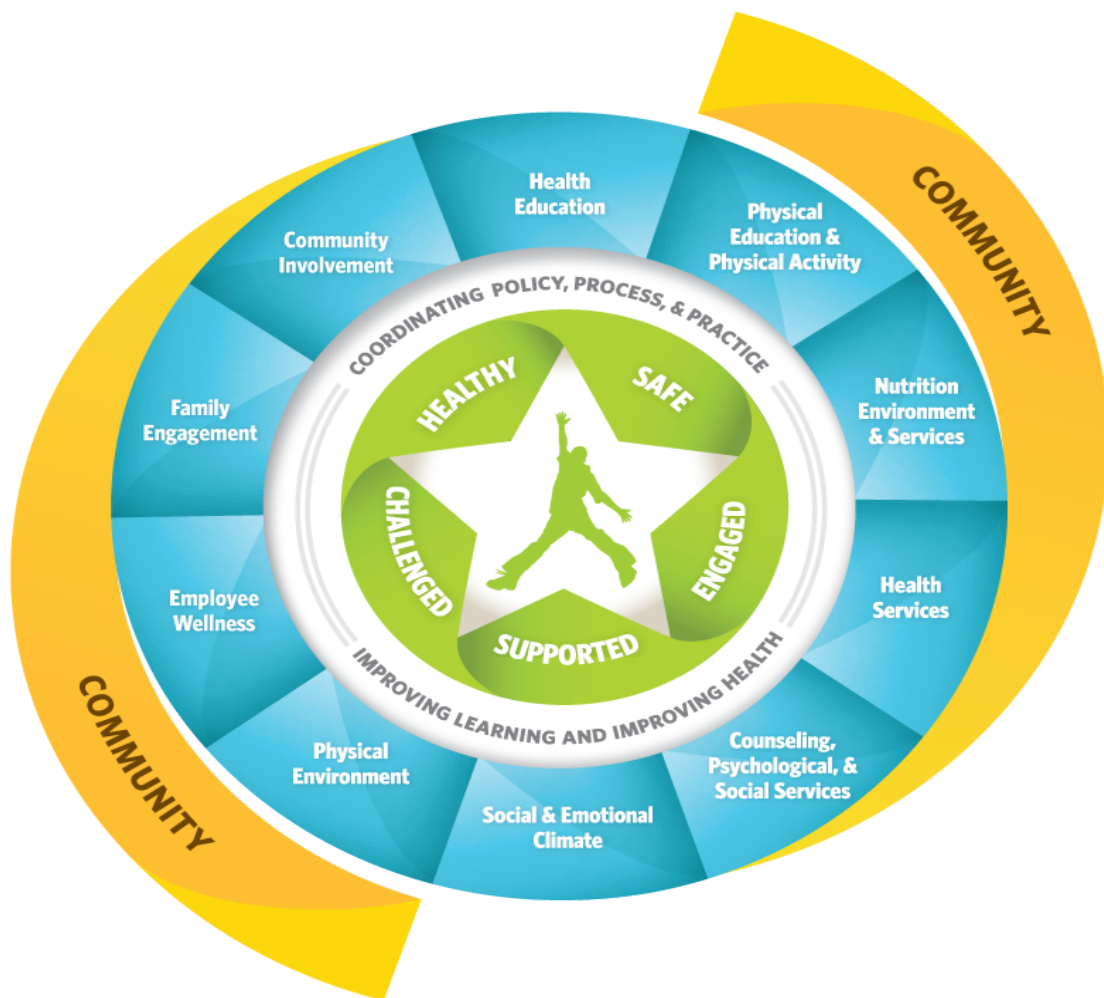 COMMUNITY
Health
Education
Physical
Education &
Physical Activity
Nutrition
Environment
& Services
Health
Services
Counseling,
Psychological, &
Social Services
Social & Emotional
Climate
Physical
Environment
Employee
Wellness
Family
Engagement
Community
Involvement
COORDINATING POLICY, PROCESS, & PRACTICE
IMPROVING LEARNING AND IMPROVING HEALTH
HEALTHY
SAFE
ENGAGED
SUPPORTED
CHALLENGED
COMMUNITY